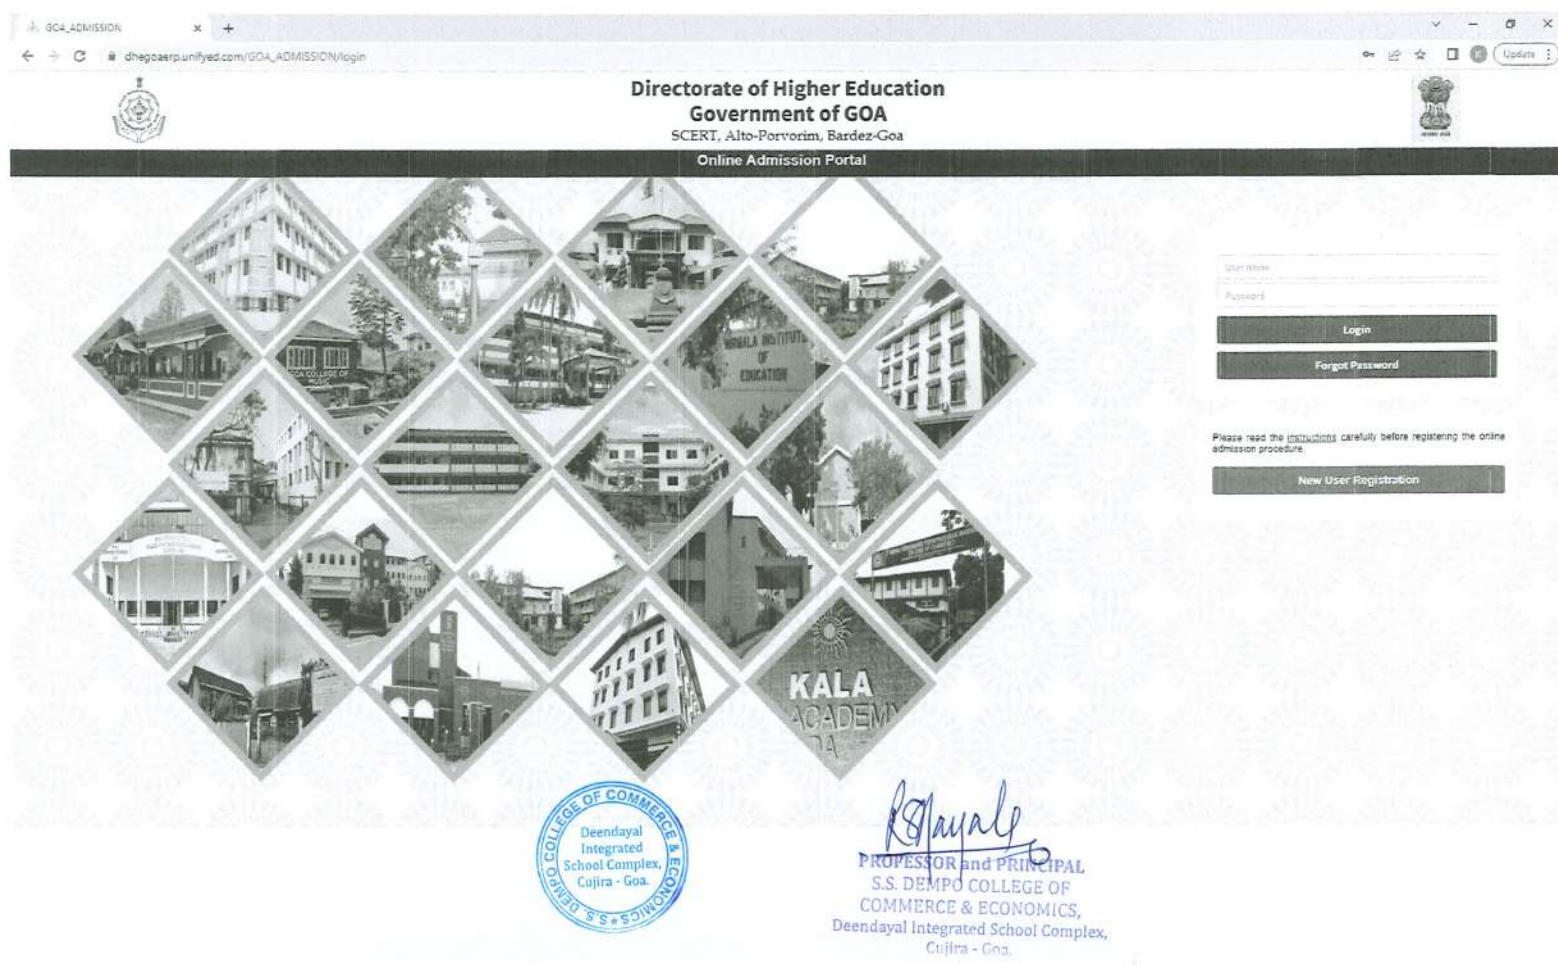 GOA_ADMISSION
dhegoaerp.unifyed.com/GOA_ADMISSION/login
Update
Directorate of Higher Education
Government of GOA
SCERT, Alto-Porvorim, Bardez-Goa
Online Admission Portal
User Name
Password
Login
Forgot Password
Please read the instructions carefully before registering the online
admission procedure.
New User Registration
NIRMALA INSTITUTE
OF
EDUCATION
GOA COLLEGE OF
MUSIC
KALA
ACADEMY
S.S. DEMPO COLLEGE OF COMMERCE & ECONOMICS
Deendayal
Integrated
School Complex,
Cujira - Goa.
PROFESSOR and PRINCIPAL
S.S. DEMPO COLLEGE OF
COMMERCE & ECONOMICS,
Deendayal Integrated School Complex,
Cujira - Goa.